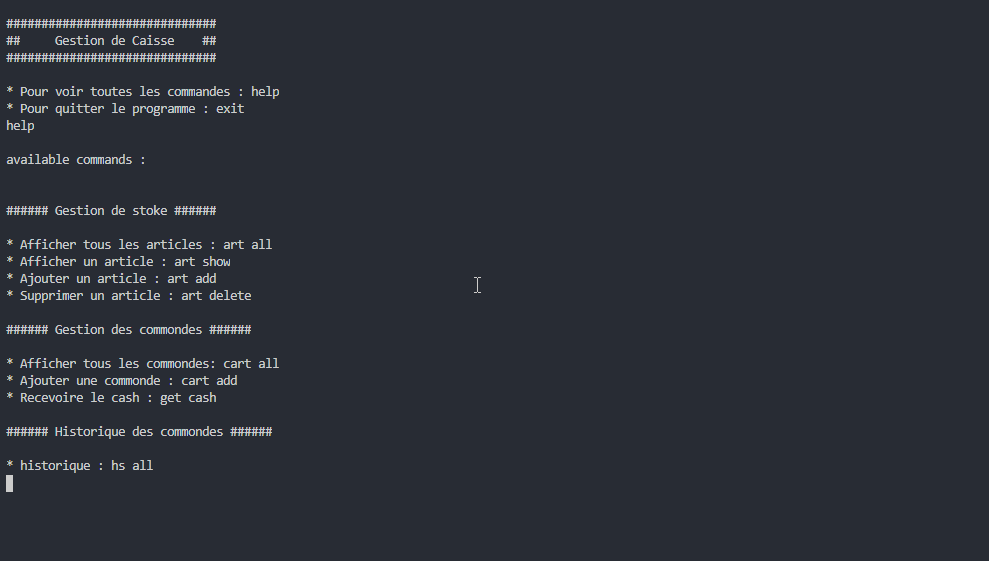 ##############################
##     Gestion de Caisse    ##
##############################
* Pour voir toutes les commandes : help
* Pour quitter le programme : exit
help
available commands :
###### Gestion de stoke ######
* Afficher tous les articles : art all
* Afficher un article : art show
* Ajouter un article : art add
* Supprimer un article : art delete
###### Gestion des commondes ######
* Afficher tous les commondes: cart all
* Ajouter une commonde : cart add
* Recevoire le cash : get cash
###### Historique des commondes ######
* historique : hs all